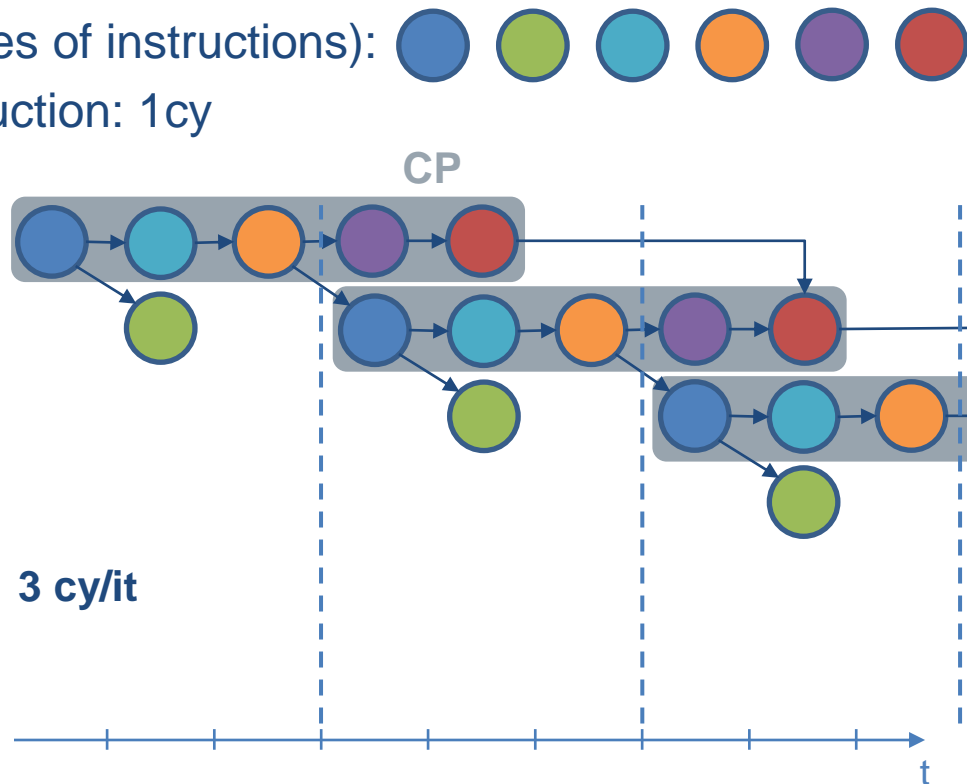 es of instructions):
uction: 1cy
CP
3 cy/it
t